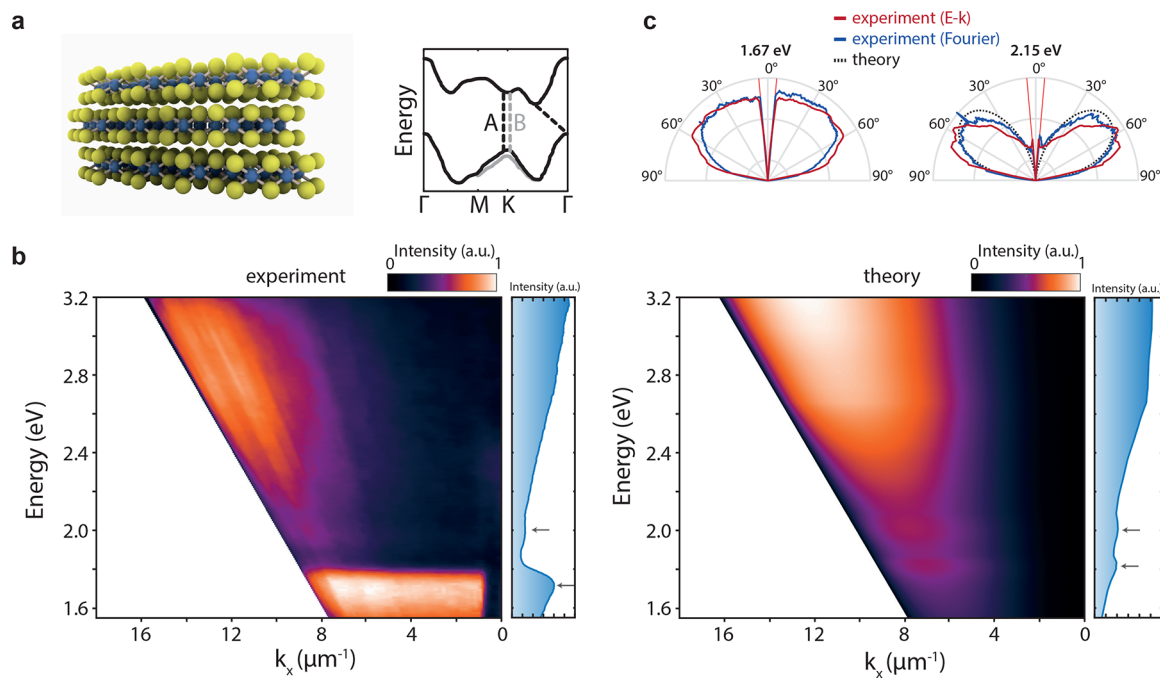 a
Energy
A
B
Γ
M
K
Γ
c
experiment (E-k)
experiment (Fourier)
theory
1.67 eV
0°
30°
30°
60°
60°
90°
90°
2.15 eV
0°
30°
30°
60°
60°
90°
90°
b
experiment
Intensity (a.u.)
0
1
Intensity (a.u.)
3.2
2.8
2.4
2.0
1.6
Energy (eV)
16
12
8
4
0
kx (μm-1)
theory
Intensity (a.u.)
0
1
Intensity (a.u.)
3.2
2.8
2.4
2.0
1.6
Energy (eV)
16
12
8
4
0
kx (μm-1)